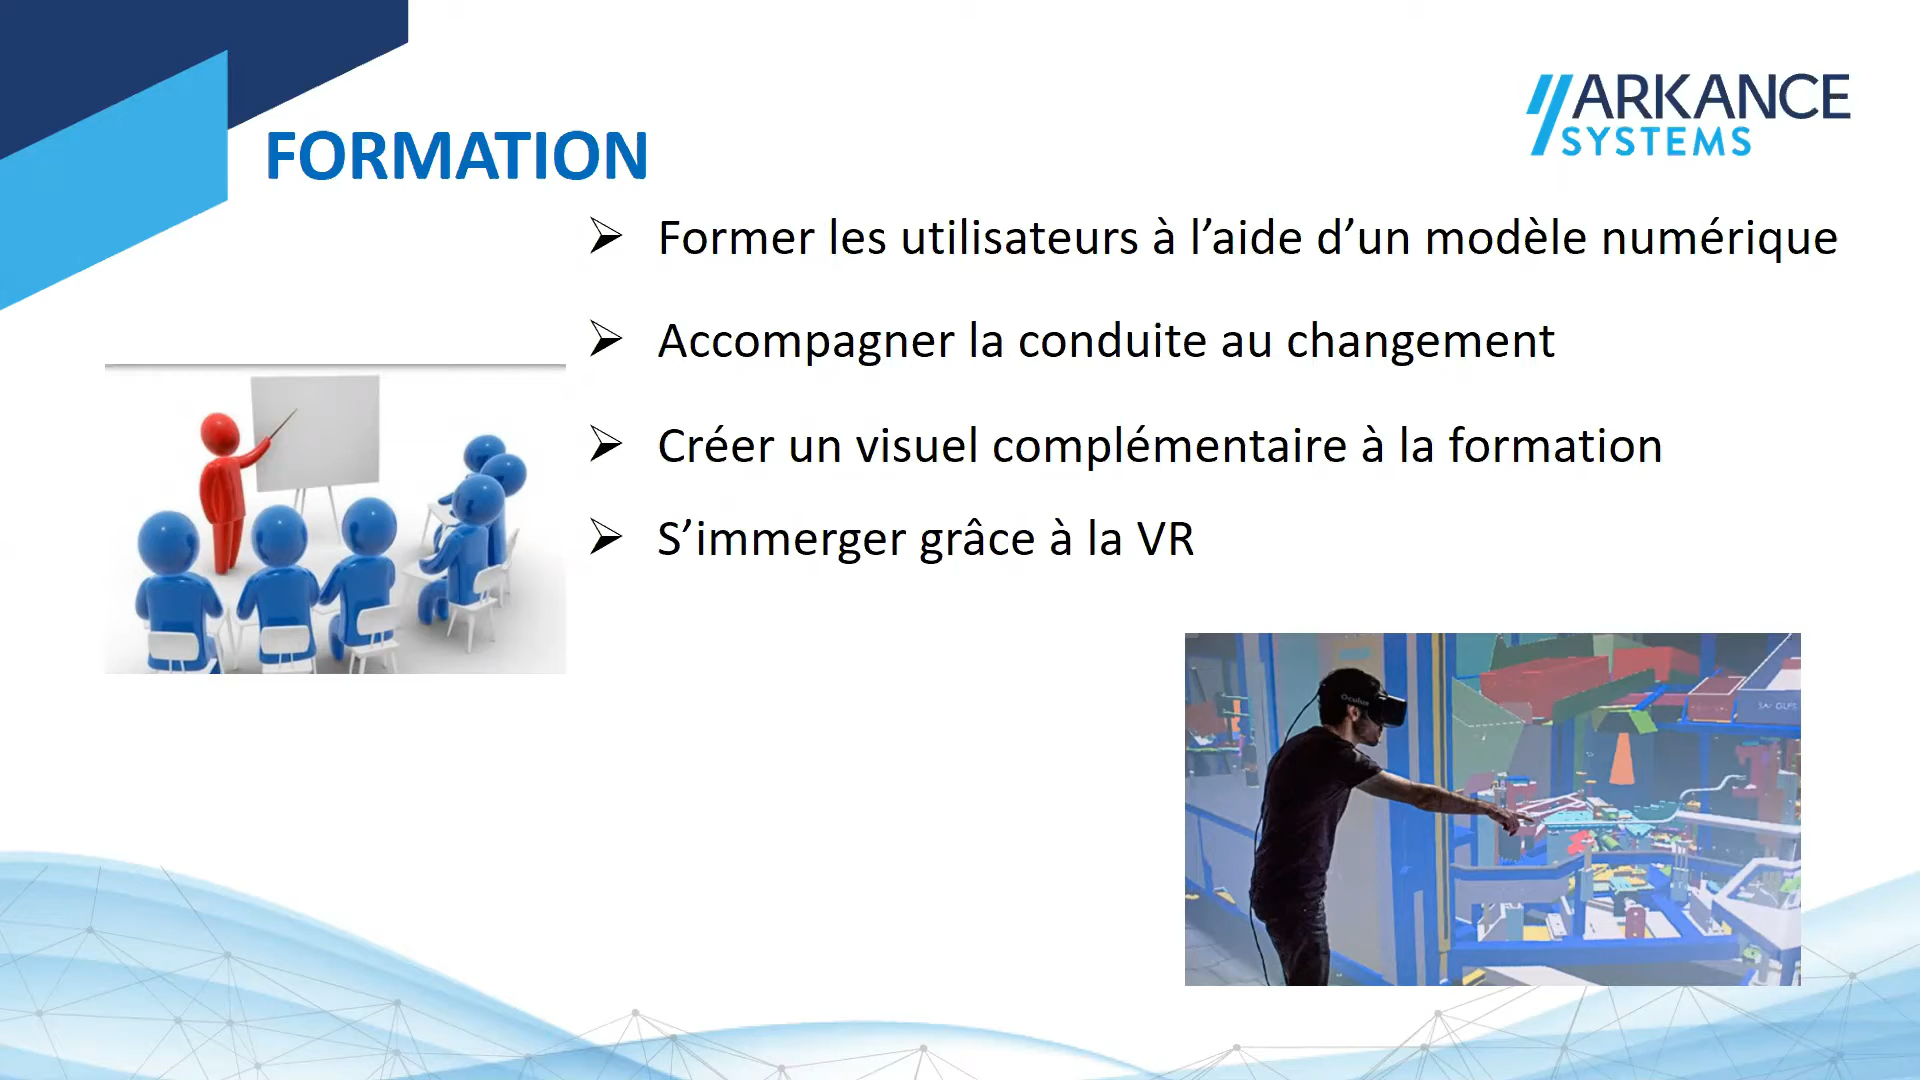 ARKANCE
SYSTEMS
FORMATION
Former les utilisateurs à l’aide d’un modèle numérique
Accompagner la conduite au changement
Créer un visuel complémentaire à la formation
S’immerger grâce à la VR
Oculus